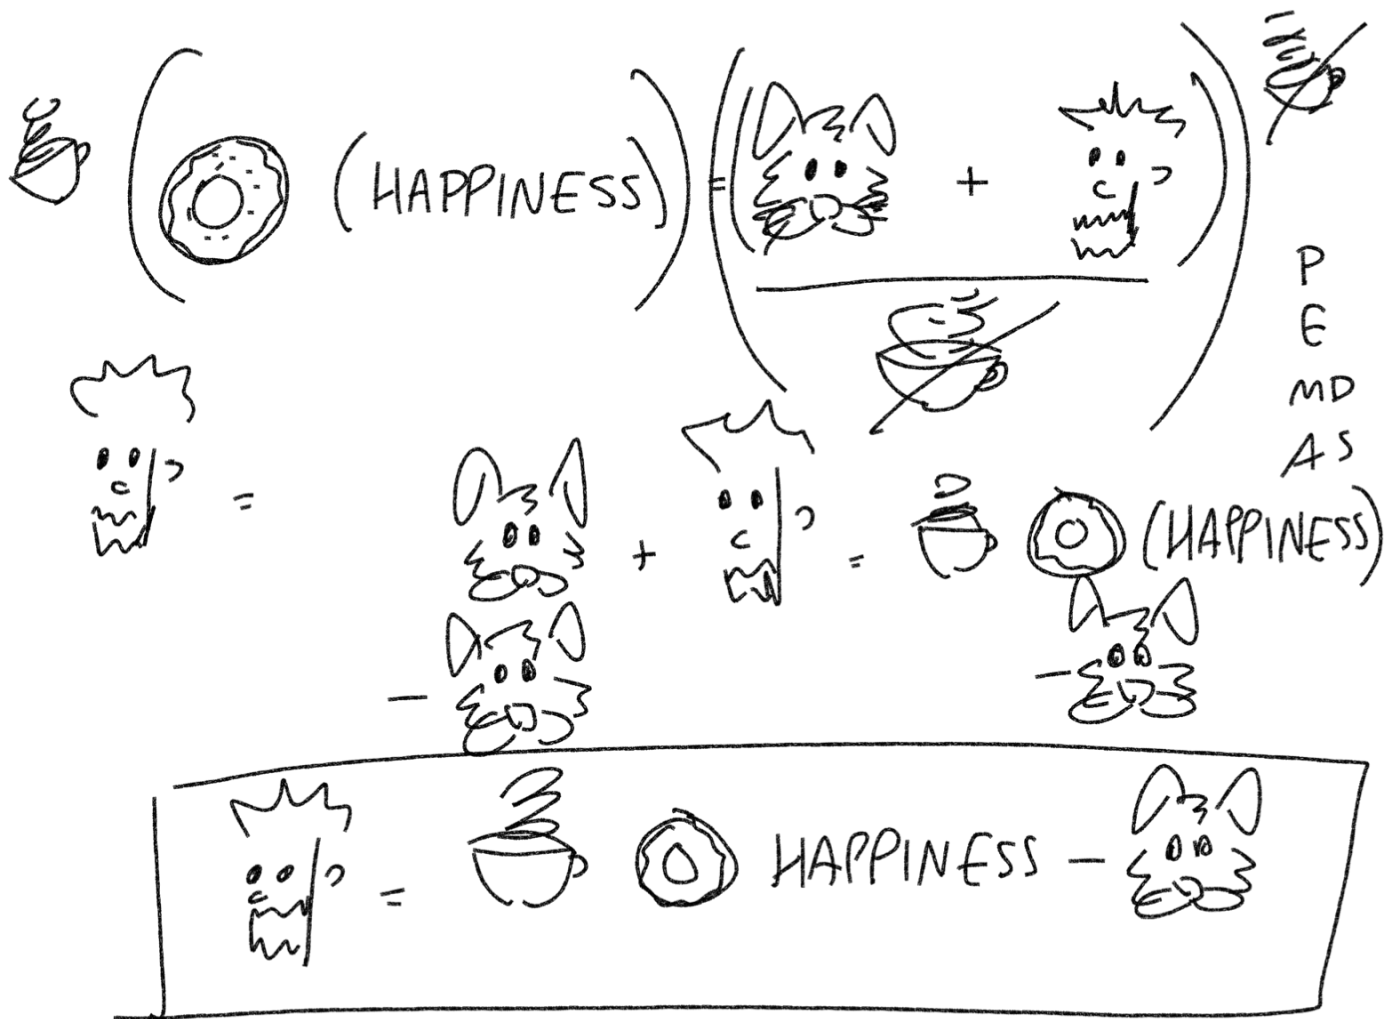 (HAPPINESS) = +
P
E
MD
AS
= + = (HAPPINESS)
- -
= HAPPINESS -